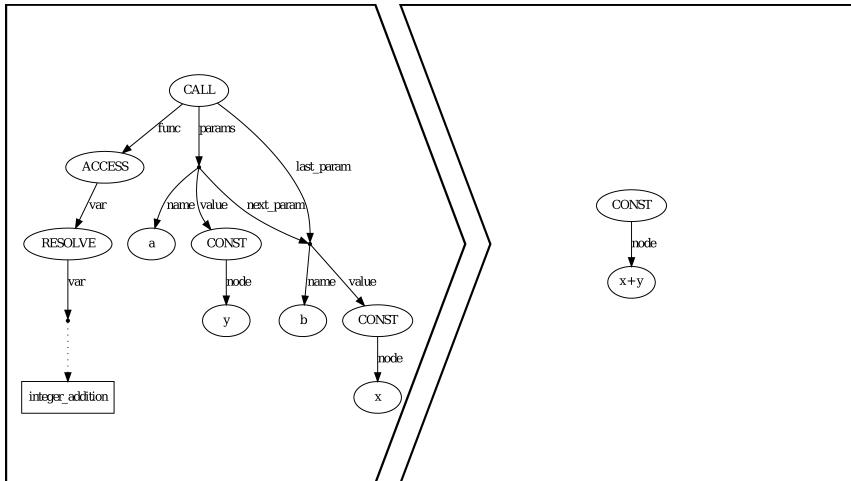 CALL
func params
last_param
ACCESS
CONST
var name value next_param
RESOLVE a CONST node
var node name value x+y
y b CONST
node
integer_addition x